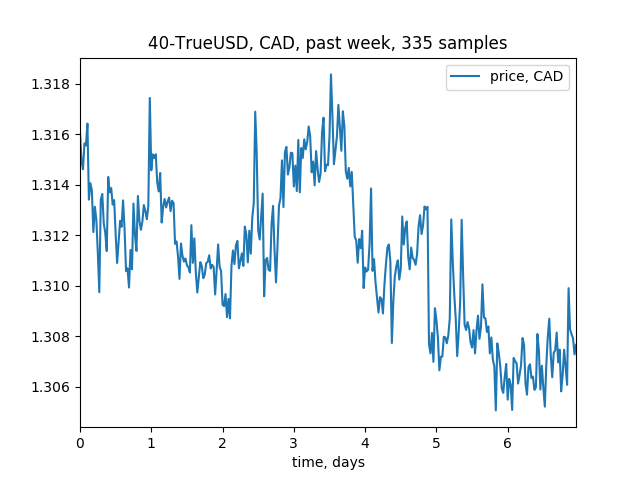 40-TrueUSD, CAD, past week, 335 samples
price, CAD
1.318
1.316
1.314
1.312
1.310
1.308
1.306
0 1 2 3 4 5 6
time, days